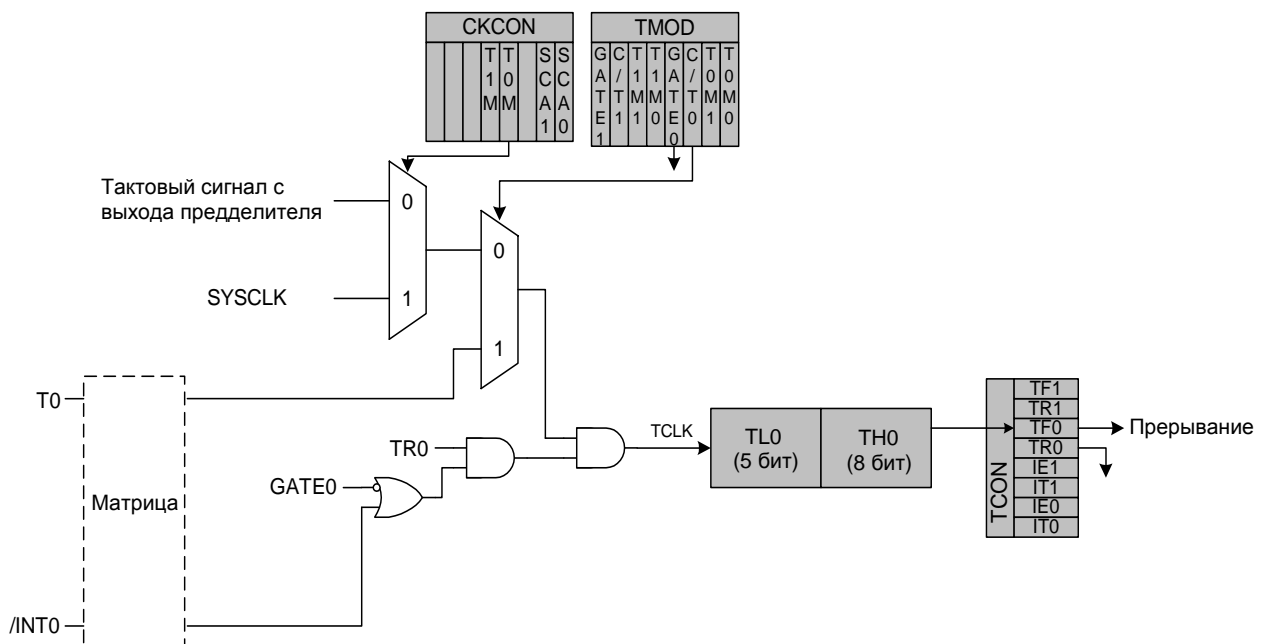 CKCON
T1M
T0M
SCA1
SCA0
TMOD
GATE1
C/T1
T1M1
T1M0
GATE0
C/T0
T0M1
T0M0
Тактовый сигнал с
выхода предделителя
0
SYSCLK
1
0
1
T0
Матрица
/INT0
TR0
GATE0
TCLK
TL0
(5 бит)
TH0
(8 бит)
TCON
TF1
TR1
TF0
TR0
IE1
IT1
IE0
IT0
Прерывание